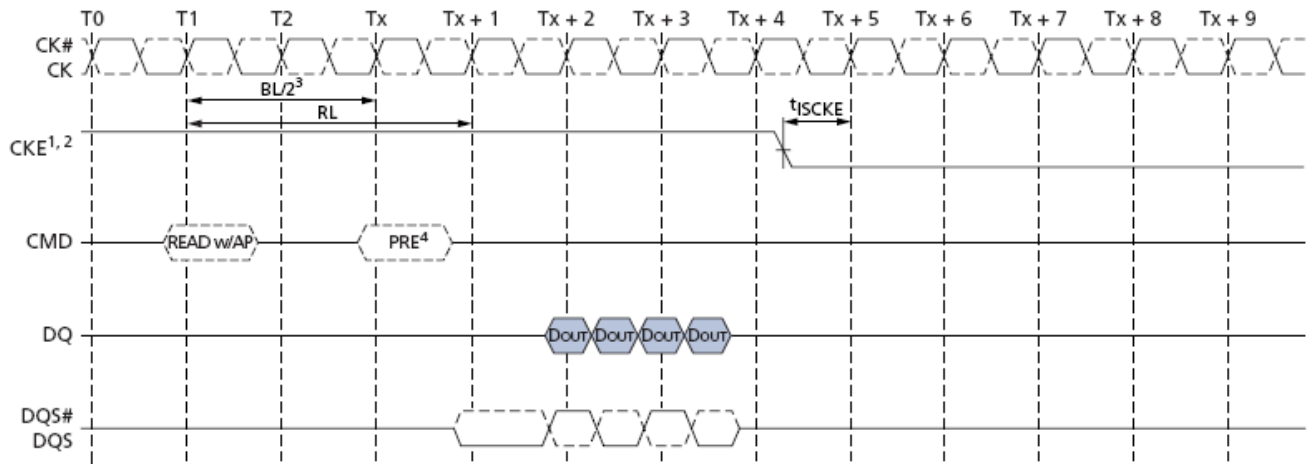 T0 T1 T2 Tx Tx + 1 Tx + 2 Tx + 3 Tx + 4 Tx + 5 Tx + 6 Tx + 7 Tx + 8 Tx + 9
CK#
CK
BL/2³
RL
tISCKE
CKE1, 2
CMD READ w/AP PRE⁴
DQ DOUT DOUT DOUT DOUT
DQS#
DQS